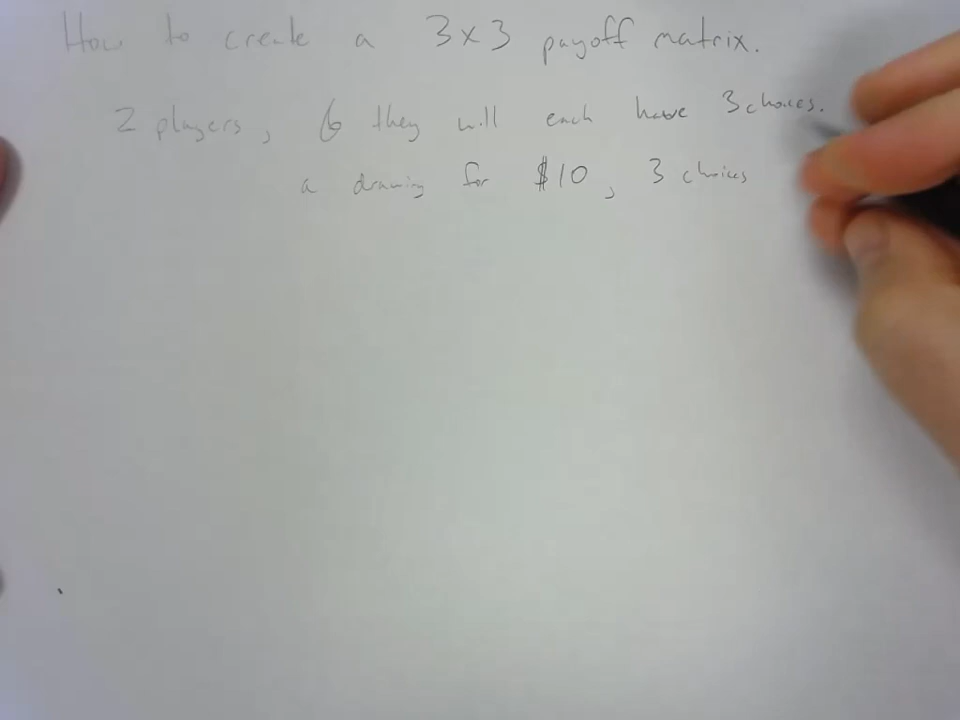 How to create a 3x3 payoff matrix.
2 players, 6 they will each have 3 choices.
a drawing for $10, 3 choices